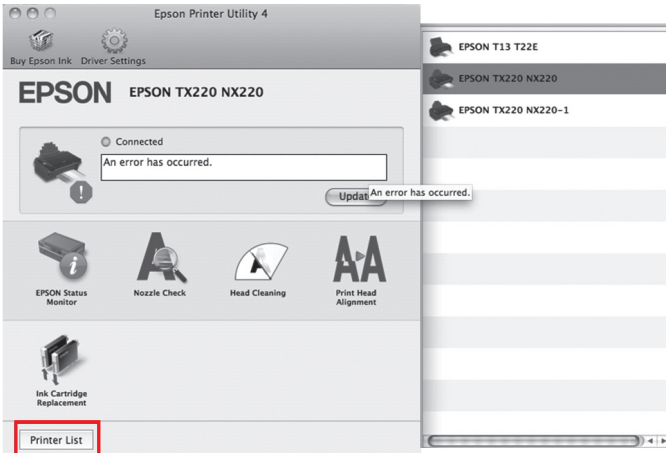 Epson Printer Utility 4
Buy Epson Ink Driver Settings
EPSON EPSON TX220 NX220
Connected
An error has occurred.
Updat
An error has occurred.
EPSON Status
Monitor
Nozzle Check
Head Cleaning
Print Head
Alignment
Ink Cartridge
Replacement
Printer List
EPSON T13 T22E
EPSON TX220 NX220
EPSON TX220 NX220-1